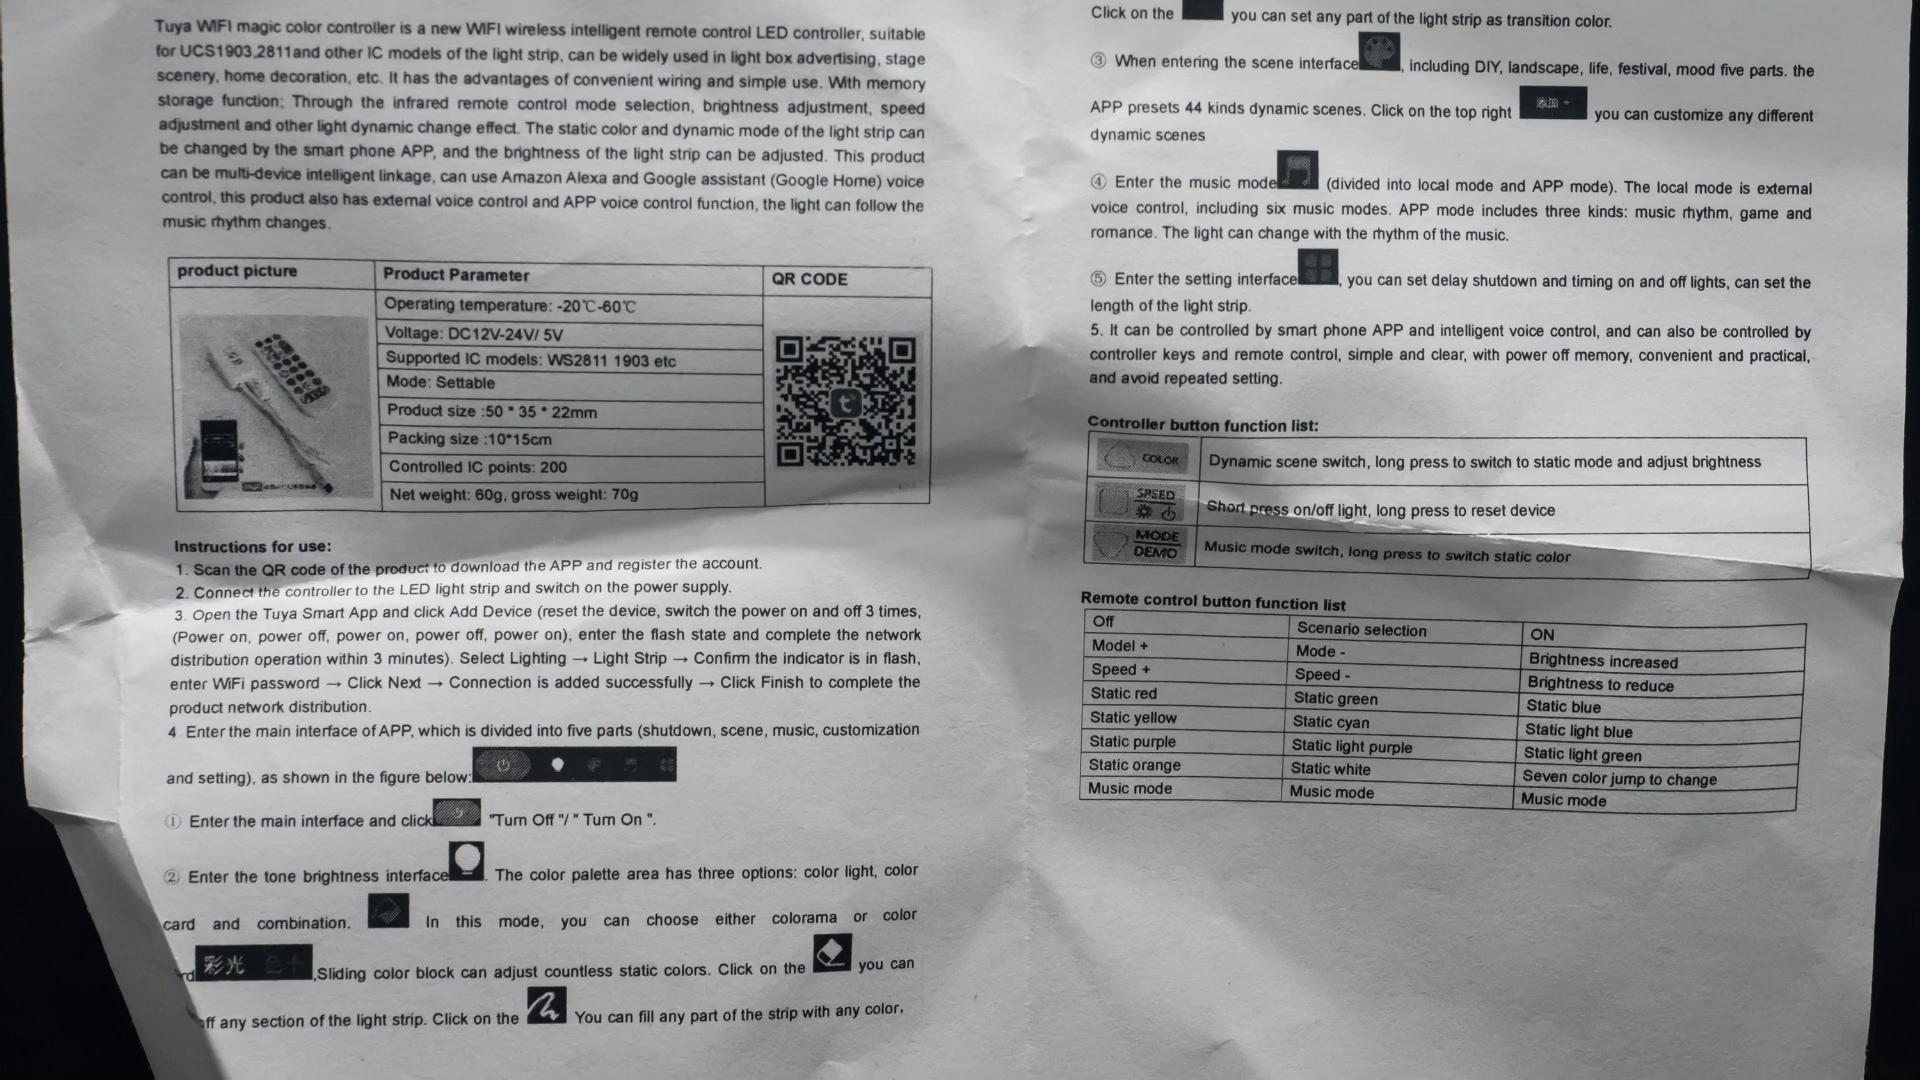 Tuya WIFI magic color controller is a new WIFI wireless intelligent remote control LED controller, suitable
for UCS1903,2811and other IC models of the light strip, can be widely used in light box advertising, stage
scenery, home decoration, etc. It has the advantages of convenient wiring and simple use. With memory
storage function; Through the infrared remote control mode selection, brightness adjustment, speed
adjustment and other light dynamic change effect. The static color and dynamic mode of the light strip can
be changed by the smart phone APP, and the brightness of the light strip can be adjusted. This product
can be multi-device intelligent linkage, can use Amazon Alexa and Google assistant (Google Home) voice
control, this product also has external voice control and APP voice control function, the light can follow the
music rhythm changes.
product picture
Product Parameter
QR CODE
Operating temperature: -20℃-60℃
Voltage: DC12V-24V/ 5V
Supported IC models: WS2811 1903 etc
Mode: Settable
Product size :50 * 35 * 22mm
Packing size :10*15cm
Controlled IC points: 200
Net weight: 60g, gross weight: 70g
Instructions for use:
1. Scan the QR code of the product to download the APP and register the account.
2. Connect the controller to the LED light strip and switch on the power supply.
3. Open the Tuya Smart App and click Add Device (reset the device, switch the power on and off 3 times,
(Power on, power off, power on, power off, power on), enter the flash state and complete the network
distribution operation within 3 minutes). Select Lighting → Light Strip → Confirm the indicator is in flash,
enter WiFi password → Click Next → Connection is added successfully → Click Finish to complete the
product network distribution.
4 Enter the main interface of APP, which is divided into five parts (shutdown, scene, music, customization
and setting), as shown in the figure below:
① Enter the main interface and click "Turn Off "/ " Turn On ".
② Enter the tone brightness interface . The color palette area has three options: color light, color
card and combination. In this mode, you can choose either colorama or color
rd 彩光 色卡 ,Sliding color block can adjust countless static colors. Click on the you can
off any section of the light strip. Click on the You can fill any part of the strip with any color,
Click on the you can set any part of the light strip as transition color.
③ When entering the scene interface , including DIY, landscape, life, festival, mood five parts. the
APP presets 44 kinds dynamic scenes. Click on the top right 添加 you can customize any different
dynamic scenes
④ Enter the music mode (divided into local mode and APP mode). The local mode is external
voice control, including six music modes. APP mode includes three kinds: music rhythm, game and
romance. The light can change with the rhythm of the music.
⑤ Enter the setting interface , you can set delay shutdown and timing on and off lights, can set the
length of the light strip.
5. It can be controlled by smart phone APP and intelligent voice control, and can also be controlled by
controller keys and remote control, simple and clear, with power off memory, convenient and practical,
and avoid repeated setting.
Controller button function list:
COLOR Dynamic scene switch, long press to switch to static mode and adjust brightness
SPEED Short press on/off light, long press to reset device
MODE
DEMO Music mode switch, long press to switch static color
Remote control button function list
Off Scenario selection ON
Model + Mode - Brightness increased
Speed + Speed - Brightness to reduce
Static red Static green Static blue
Static yellow Static cyan Static light blue
Static purple Static light purple Static light green
Static orange Static white Seven color jump to change
Music mode Music mode Music mode